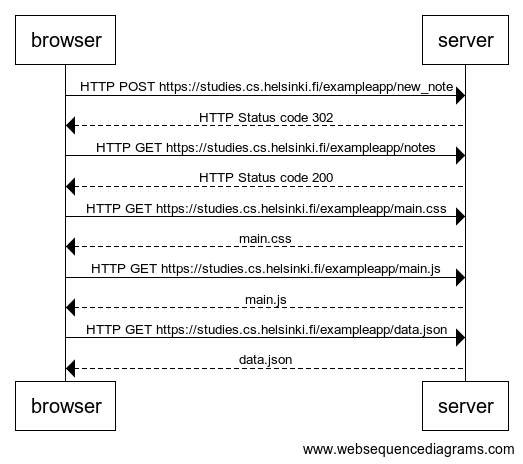 browser server
HTTP POST https://studies.cs.helsinki.fi/exampleapp/new_note
HTTP Status code 302
HTTP GET https://studies.cs.helsinki.fi/exampleapp/notes
HTTP Status code 200
HTTP GET https://studies.cs.helsinki.fi/exampleapp/main.css
main.css
HTTP GET https://studies.cs.helsinki.fi/exampleapp/main.js
main.js
HTTP GET https://studies.cs.helsinki.fi/exampleapp/data.json
data.json
browser server
www.websequencediagrams.com